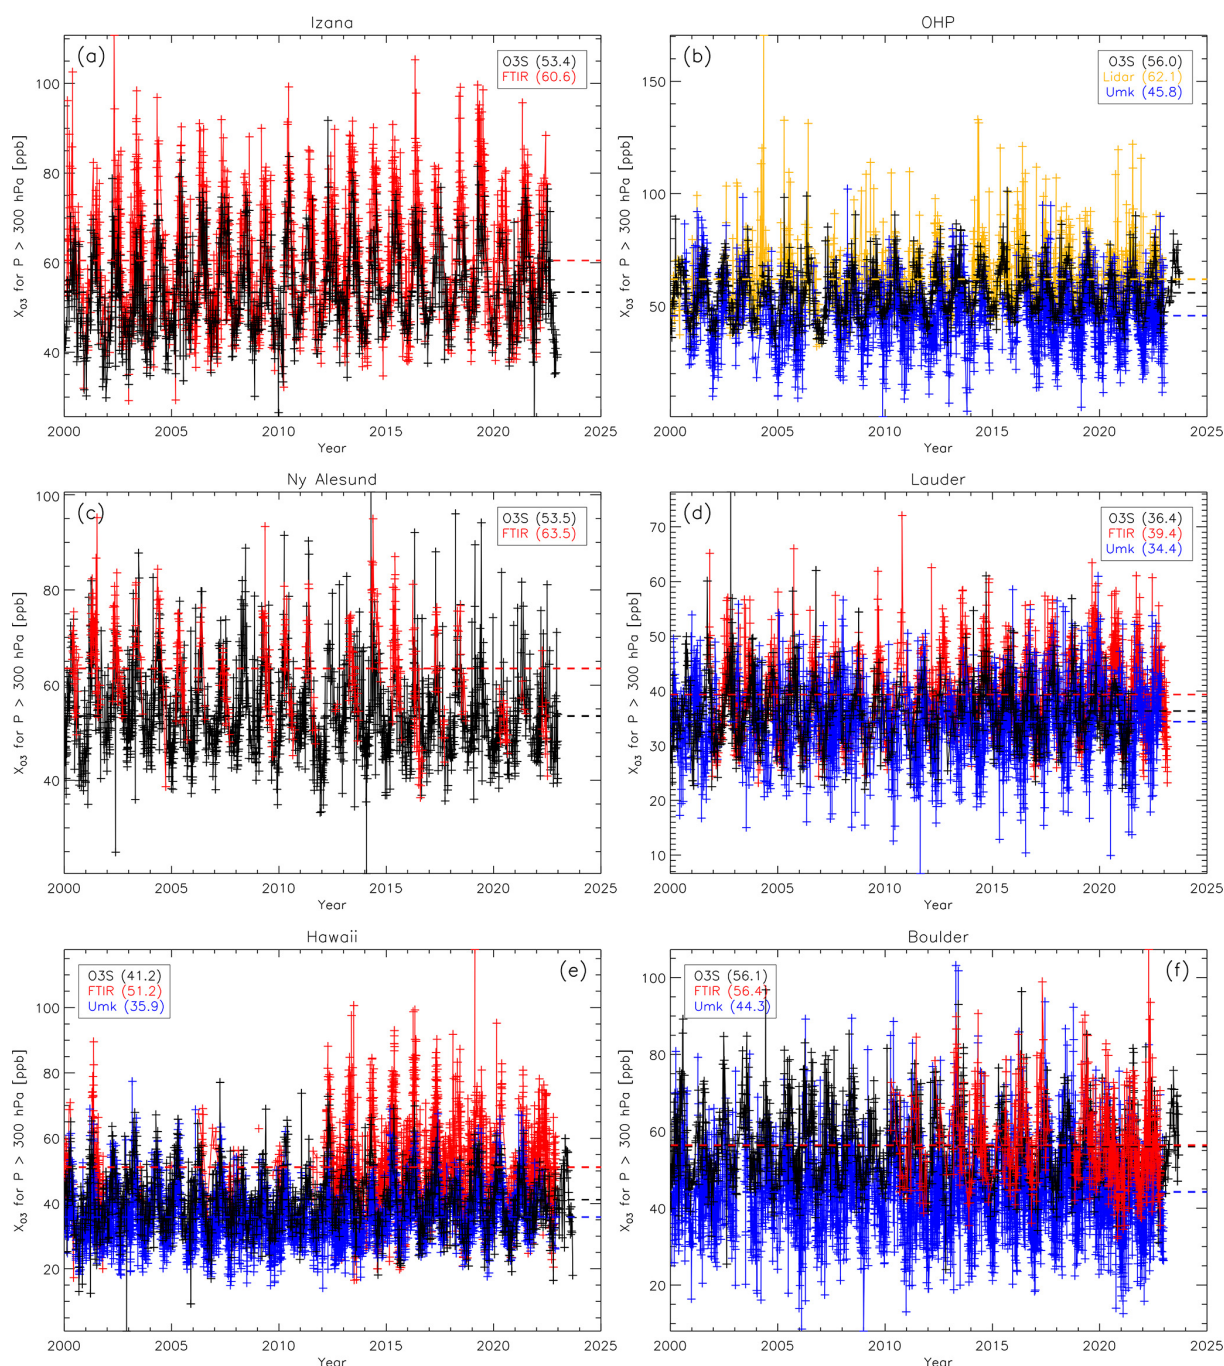 Izana
(a)
O3S (53.4)
FTIR (60.6)
X03 for P > 300 hPa [ppb]
100
80
60
40
2000 2005 2010 2015 2020 2025
Year
OHP
(b)
O3S (56.0)
Lidar (62.1)
Umk (45.8)
X03 for P > 300 hPa [ppb]
150
100
50
2000 2005 2010 2015 2020 2025
Year
Ny Alesund
(c)
O3S (53.5)
FTIR (63.5)
X03 for P > 300 hPa [ppb]
100
80
60
40
2000 2005 2010 2015 2020 2025
Year
Lauder
(d)
O3S (36.4)
FTIR (39.4)
Umk (34.4)
X03 for P > 300 hPa [ppb]
70
60
50
40
30
20
10
2000 2005 2010 2015 2020 2025
Year
Hawaii
(e)
O3S (41.2)
FTIR (51.2)
Umk (35.9)
X03 for P > 300 hPa [ppb]
100
80
60
40
20
2000 2005 2010 2015 2020 2025
Year
Boulder
(f)
O3S (56.1)
FTIR (56.4)
Umk (44.3)
X03 for P > 300 hPa [ppb]
100
80
60
40
20
2000 2005 2010 2015 2020 2025
Year